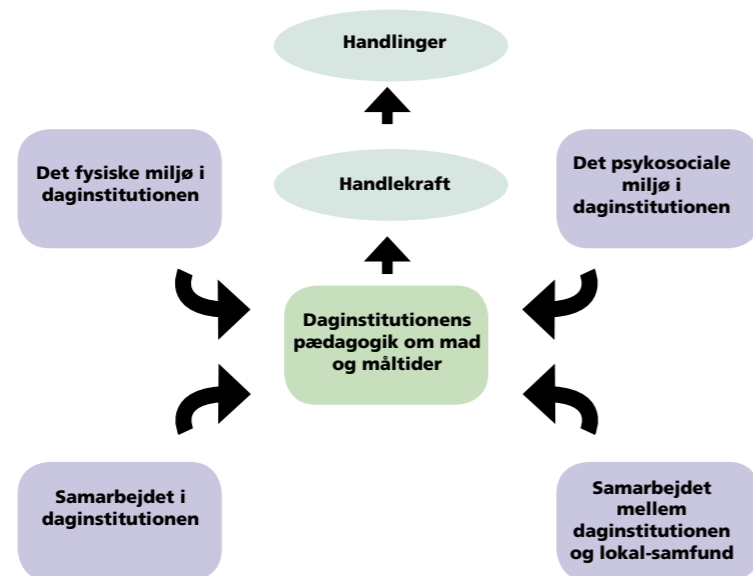 Handlinger
Det fysiske miljø i
daginstitutionen
Handlekraft
Det psykosociale
miljø i
daginstitutionen
Daginstitutionens
pædagogik om mad
og måltider
Samarbejdet i
daginstitutionen
Samarbejdet
mellem
daginstitutionen
og lokal-samfund